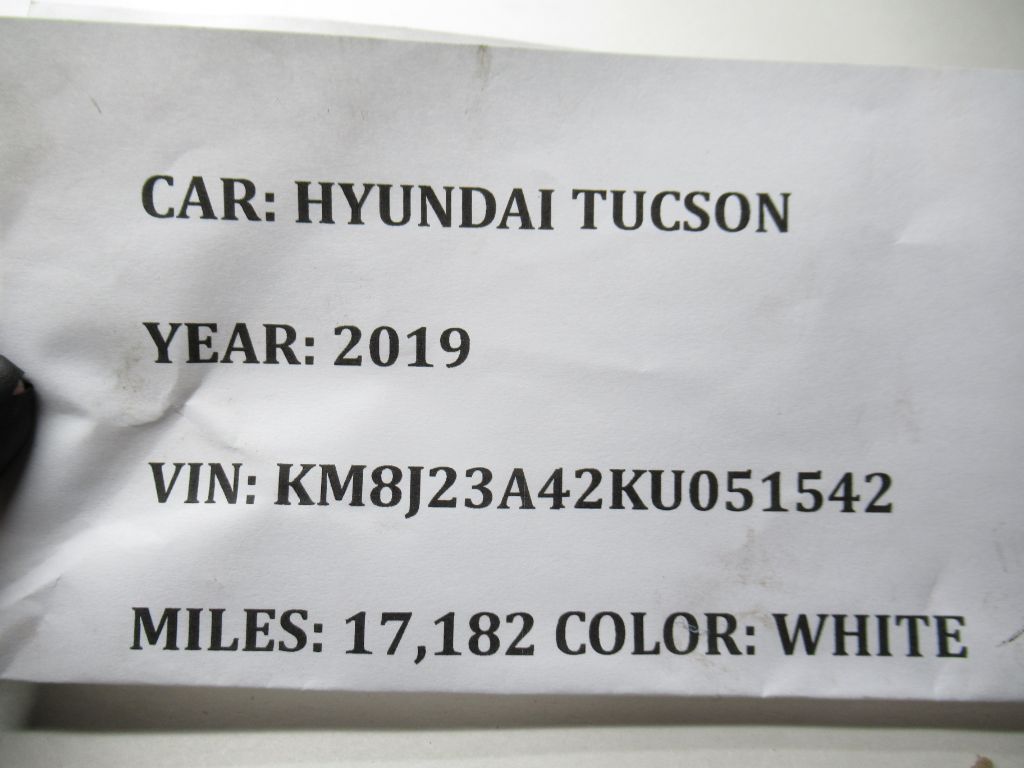 CAR: HYUNDAI TUCSON
YEAR: 2019
VIN: KM8J23A42KU051542
MILES: 17,182 COLOR: WHITE